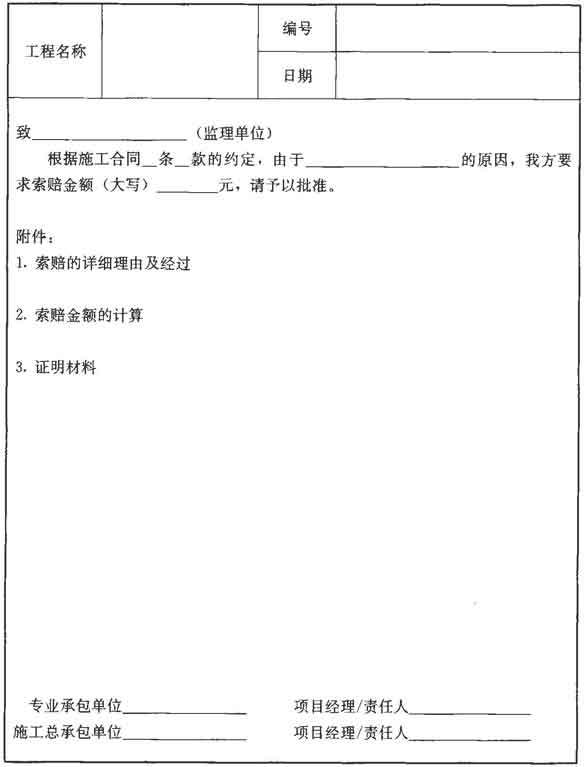 工程名称
编号
日期
致____________________（监理单位）
根据施工合同__条__款的约定，由于____________________的原因，我方要
求索赔金额（大写）________元，请予以批准。
附件：
1. 索赔的详细理由及经过
2. 索赔金额的计算
3. 证明材料
专业承包单位________________ 项目经理/责任人________________
施工总承包单位________________ 项目经理/责任人________________